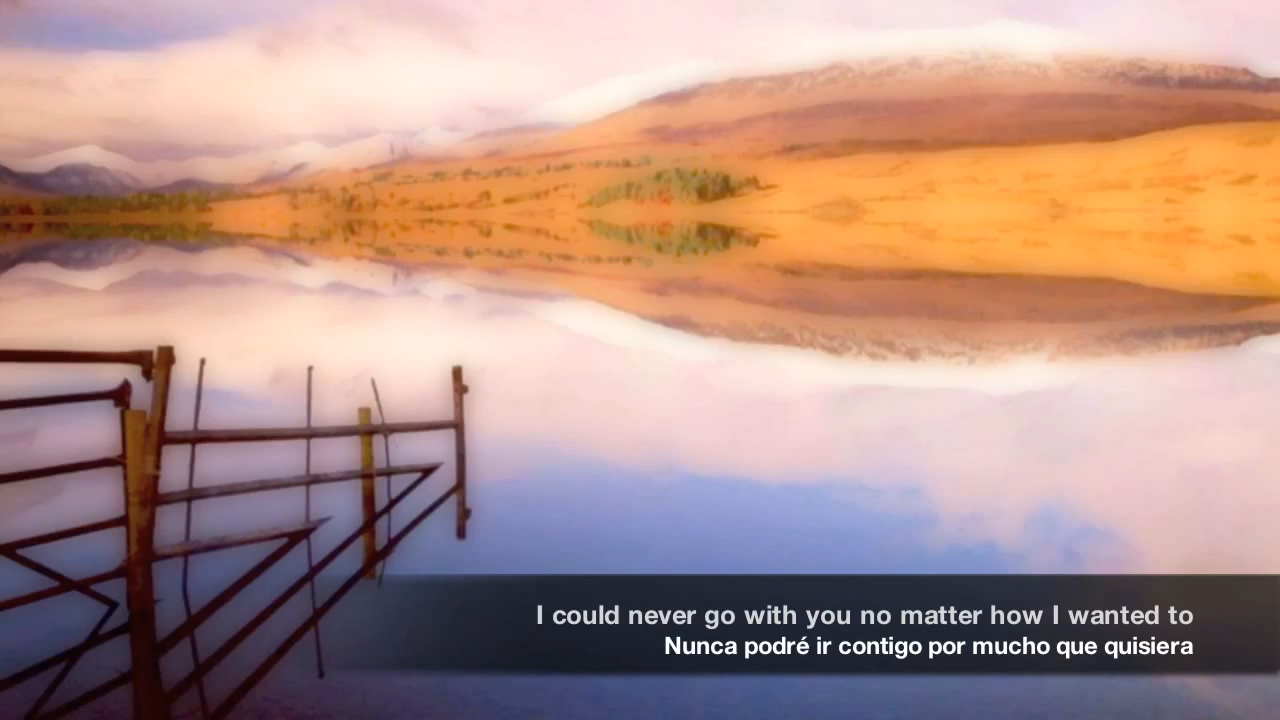 I could never go with you no matter how I wanted to
Nunca podré ir contigo por mucho que quisiera